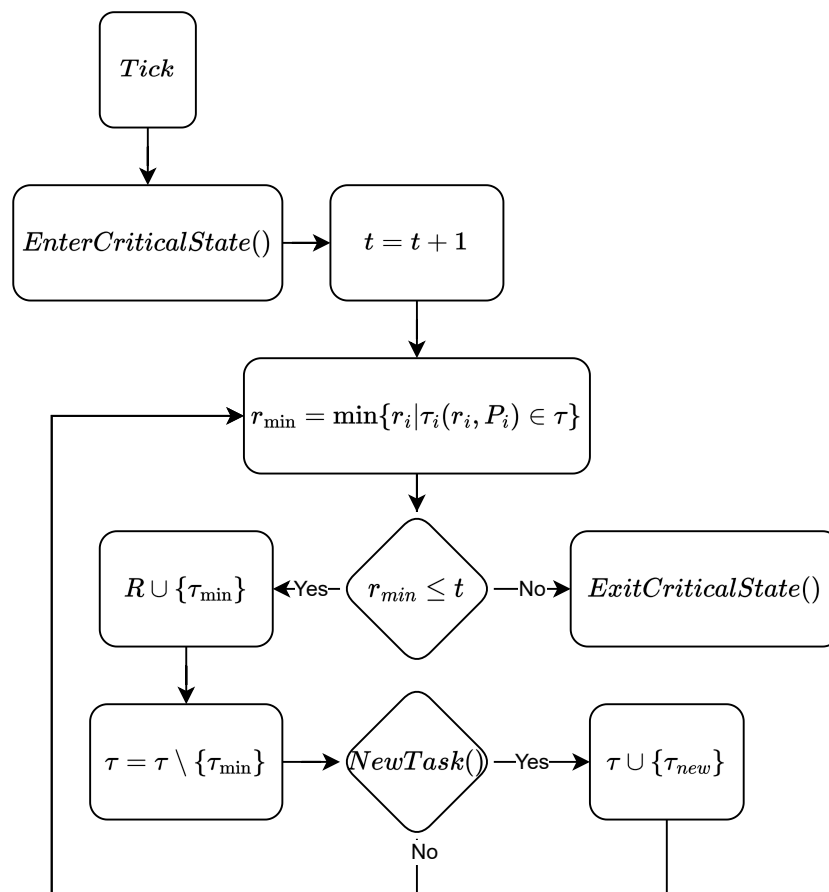 Tick
EnterCriticalState()
t = t + 1
r_min = min{r_i|τ_i(r_i, P_i) ∈ τ}
R ∪ {τ_min}
Yes
r_min ≤ t
No
ExitCriticalState()
τ = τ \ {τ_min}
NewTask()
Yes
τ ∪ {τ_new}
No